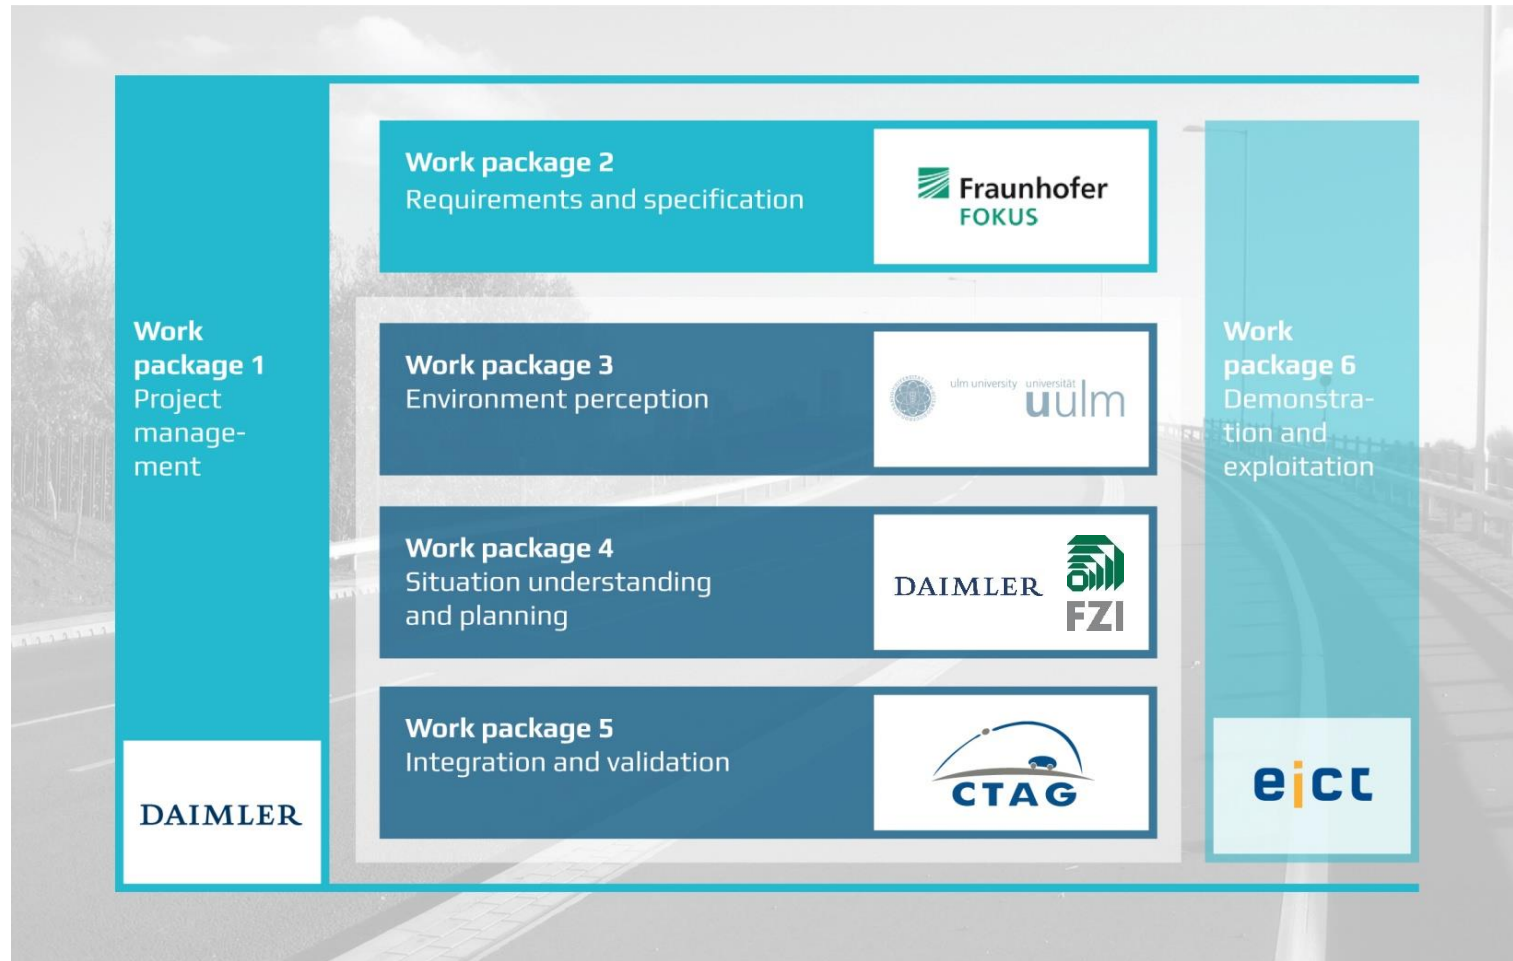 Work
package 1
Project
manage-
ment
DAIMLER
Work package 2
Requirements and specification
Fraunhofer
FOKUS
Work package 3
Environment perception
ulm university universität
uulm
Work package 4
Situation understanding
and planning
DAIMLER
FZI
Work package 5
Integration and validation
CTAG
Work
package 6
Demonstra-
tion and
exploitation
eict